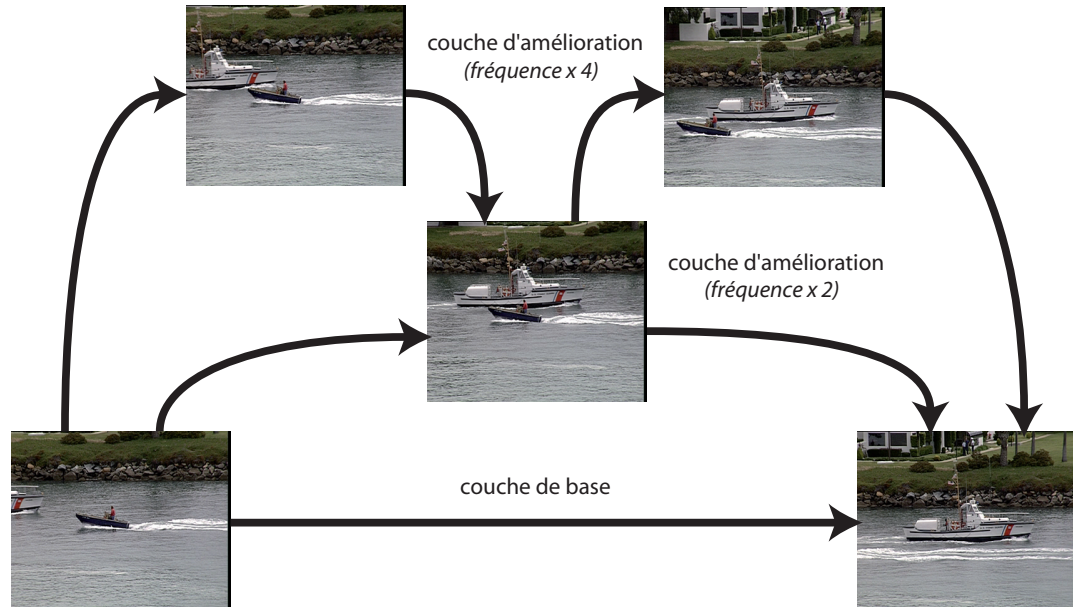 couche d'amélioration
(fréquence x 4)
couche d'amélioration
(fréquence x 2)
couche de base